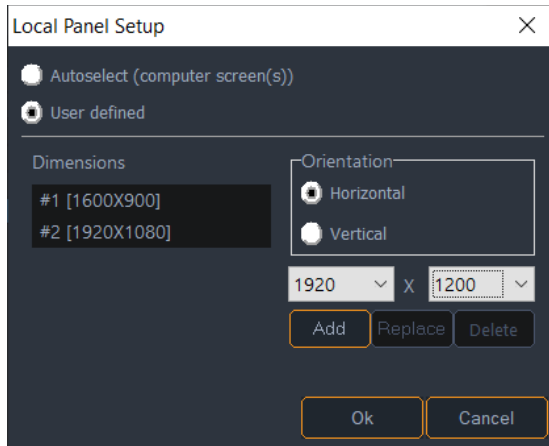 Local Panel Setup
Autoselect (computer screen(s))
User defined
Dimensions
#1 [1600X900]
#2 [1920X1080]
Orientation
Horizontal
Vertical
1920 X 1200
Add Replace Delete
Ok Cancel